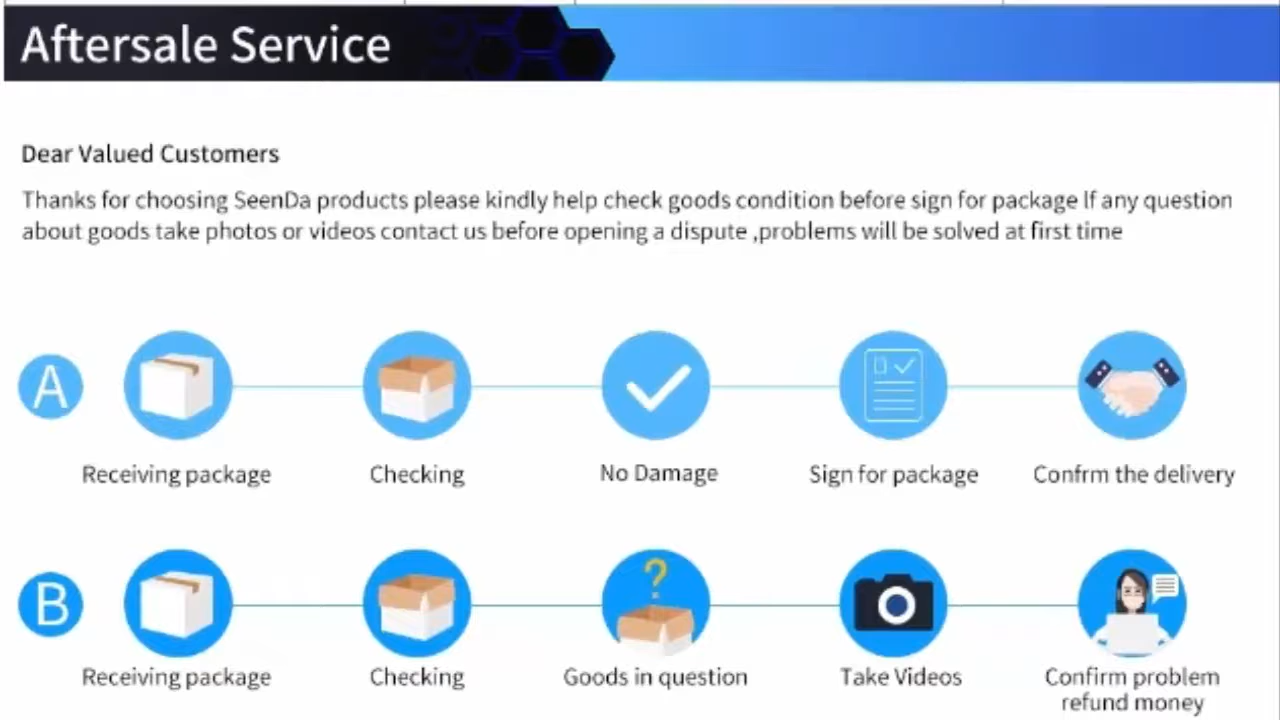 Aftersale Service
Dear Valued Customers
Thanks for choosing SeenDa products please kindly help check goods condition before sign for package lf any question
about goods take photos or videos contact us before opening a dispute ,problems will be solved at first time
A
Receiving package
Checking
No Damage
Sign for package
Confrm the delivery
B
?
Receiving package
Checking
Goods in question
Take Videos
Confirm problem
refund money